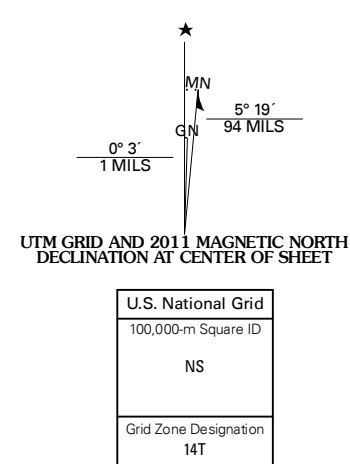 MN
5° 19´
94 MILS
GN
0° 3´
1 MILS
UTM GRID AND 2011 MAGNETIC NORTH
DECLINATION AT CENTER OF SHEET
U.S. National Grid
100,000-m Square ID
NS
Grid Zone Designation
14T